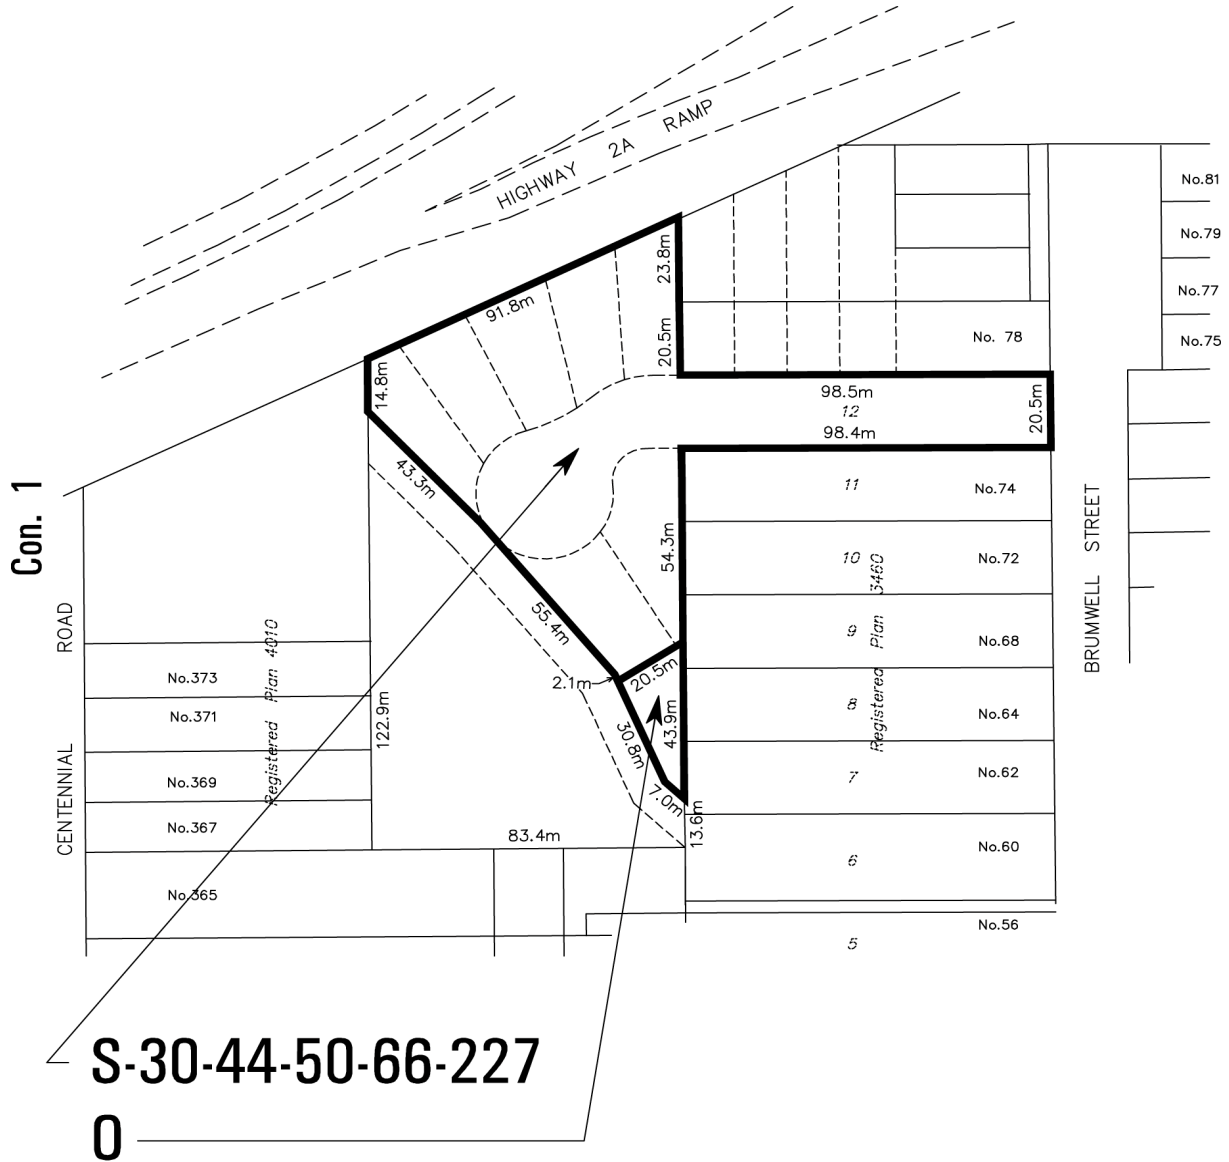 HIGHWAY 2A RAMP
No.81
No.79
No.77
No.75
23.8m
91.8m
20.5m
No. 78
14.8m
98.5m
12
98.4m
20.5m
43.3m
Con. 1
11
No.74
54.3m
10
No.72
BRUMWELL STREET
CENTENNIAL ROAD
Registered Plan 4010
Registered Plan 3460
55.4m
9
No.68
No.373
2.1m
20.5m
No.371
122.9m
30.8m
43.9m
8
No.64
No.369
7
No.62
7.0m
No.367
83.4m
13.6m
6
No.60
No.365
No.56
5
S-30-44-50-66-227
O